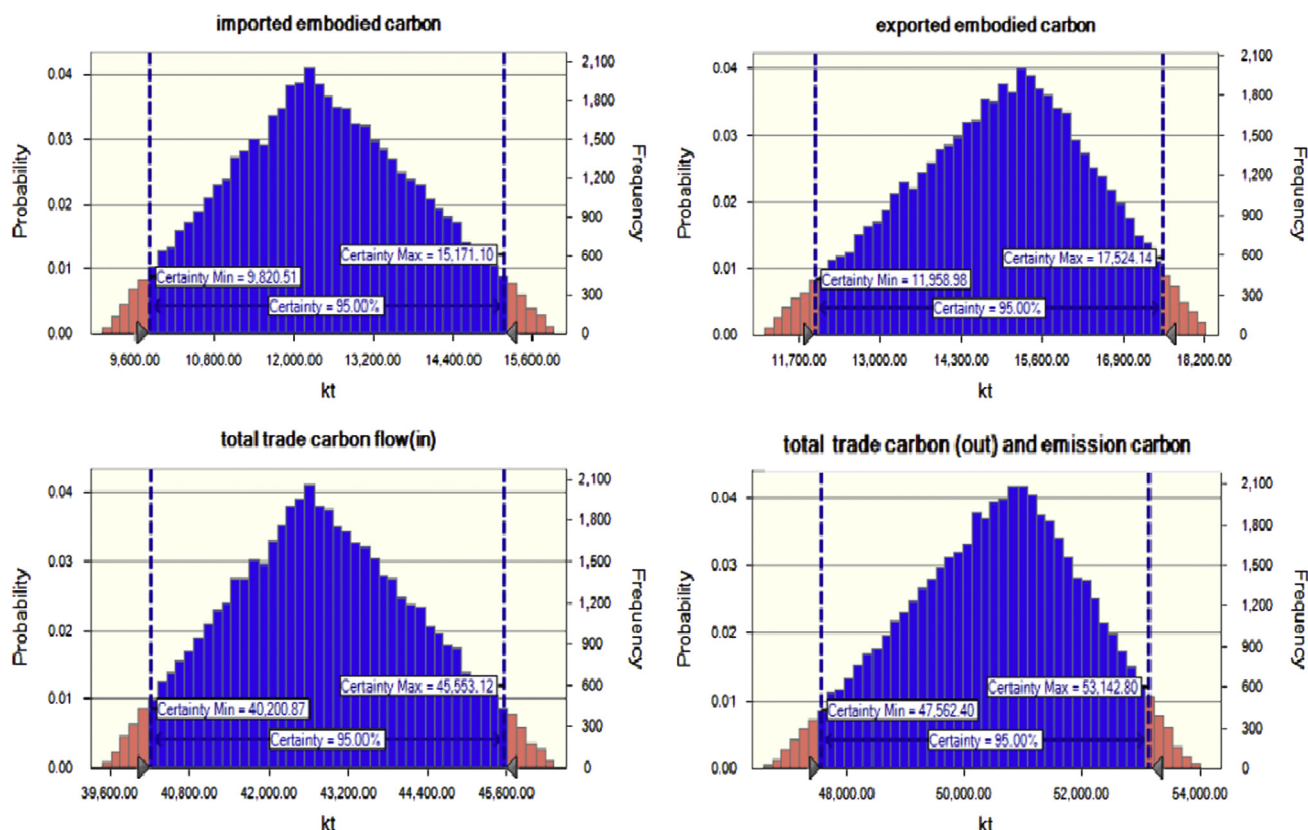 imported embodied carbon
0.04
0.03
0.02
0.01
0.00
Probability
2,100
1,800
1,500
1,200
900
600
300
0
Frequency
Certainty Max = 15,171.10
Certainty Min = 9,820.51
Certainty = 95.00%
9,600.00 10,800.00 12,000.00 13,200.00 14,400.00 15,600.00
kt
exported embodied carbon
0.04
0.03
0.02
0.01
0.00
Probability
2,100
1,800
1,500
1,200
900
600
300
0
Frequency
Certainty Max = 17,524.14
Certainty Min = 11,958.98
Certainty = 95.00%
11,700.00 13,000.00 14,300.00 15,600.00 16,900.00 18,200.00
kt
total trade carbon flow(in)
0.04
0.03
0.02
0.01
0.00
Probability
2,100
1,800
1,500
1,200
900
600
300
0
Frequency
Certainty Max = 45,553.12
Certainty Min = 40,200.87
Certainty = 95.00%
39,600.00 40,800.00 42,000.00 43,200.00 44,400.00 45,600.00
kt
total trade carbon (out) and emission carbon
0.04
0.03
0.02
0.01
0.00
Probability
2,100
1,800
1,500
1,200
900
600
300
0
Frequency
Certainty Max = 53,142.80
Certainty Min = 47,562.40
Certainty = 95.00%
48,000.00 50,000.00 52,000.00 54,000.00
kt